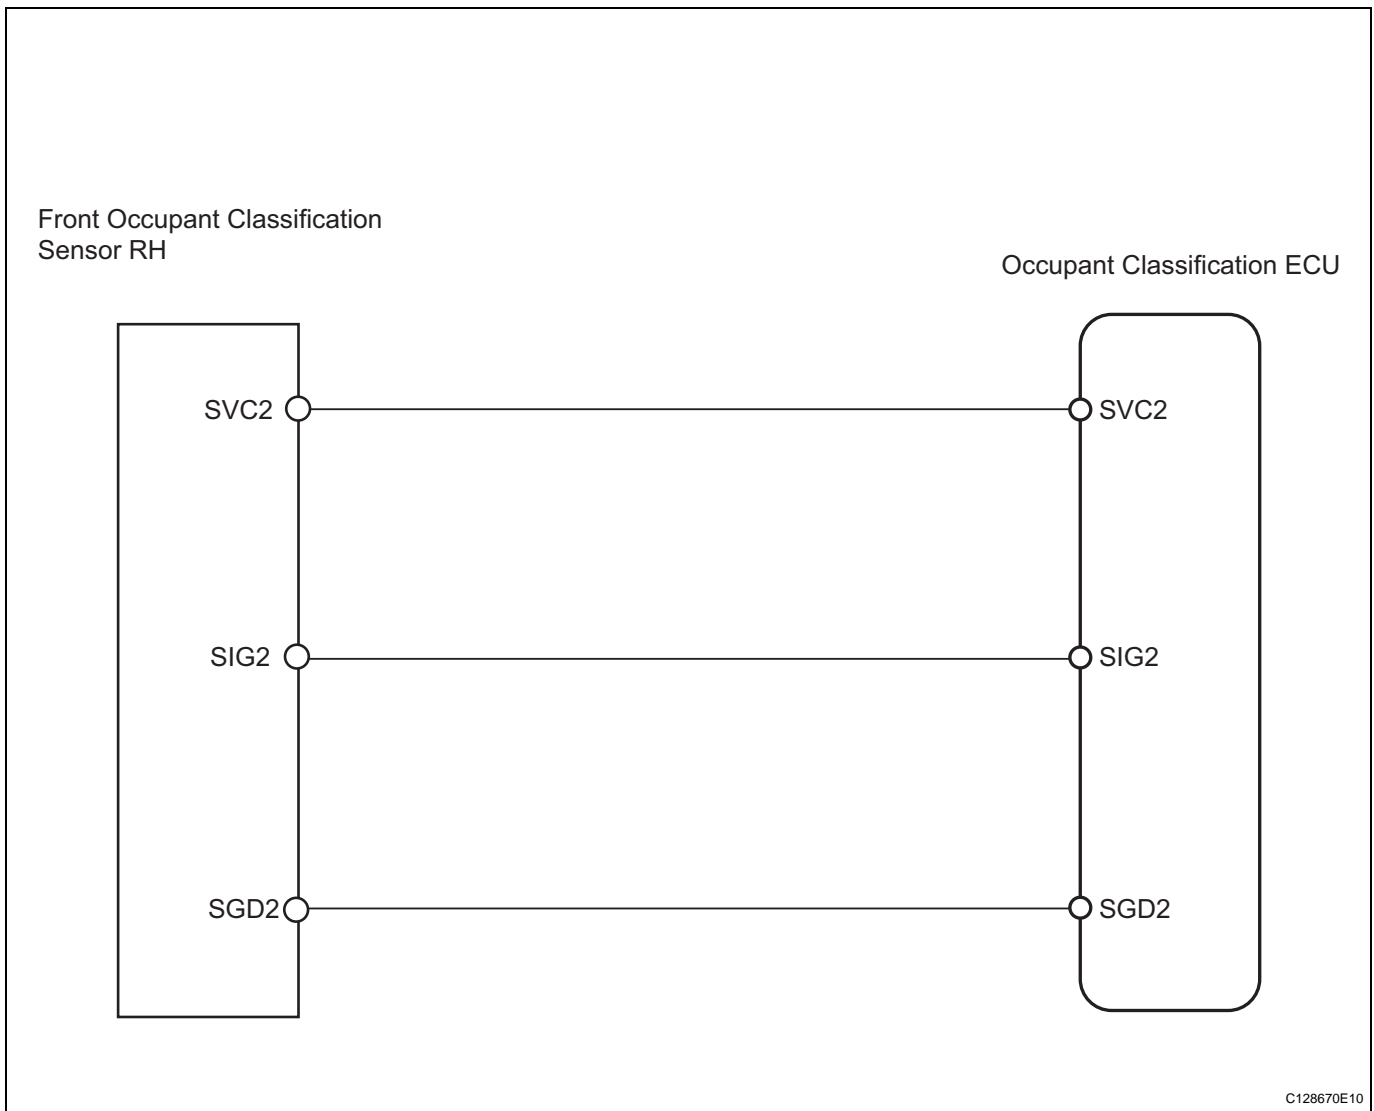 Front Occupant Classification
Sensor RH
Occupant Classification ECU
SVC2
SVC2
SIG2
SIG2
SGD2
SGD2
C128670E10